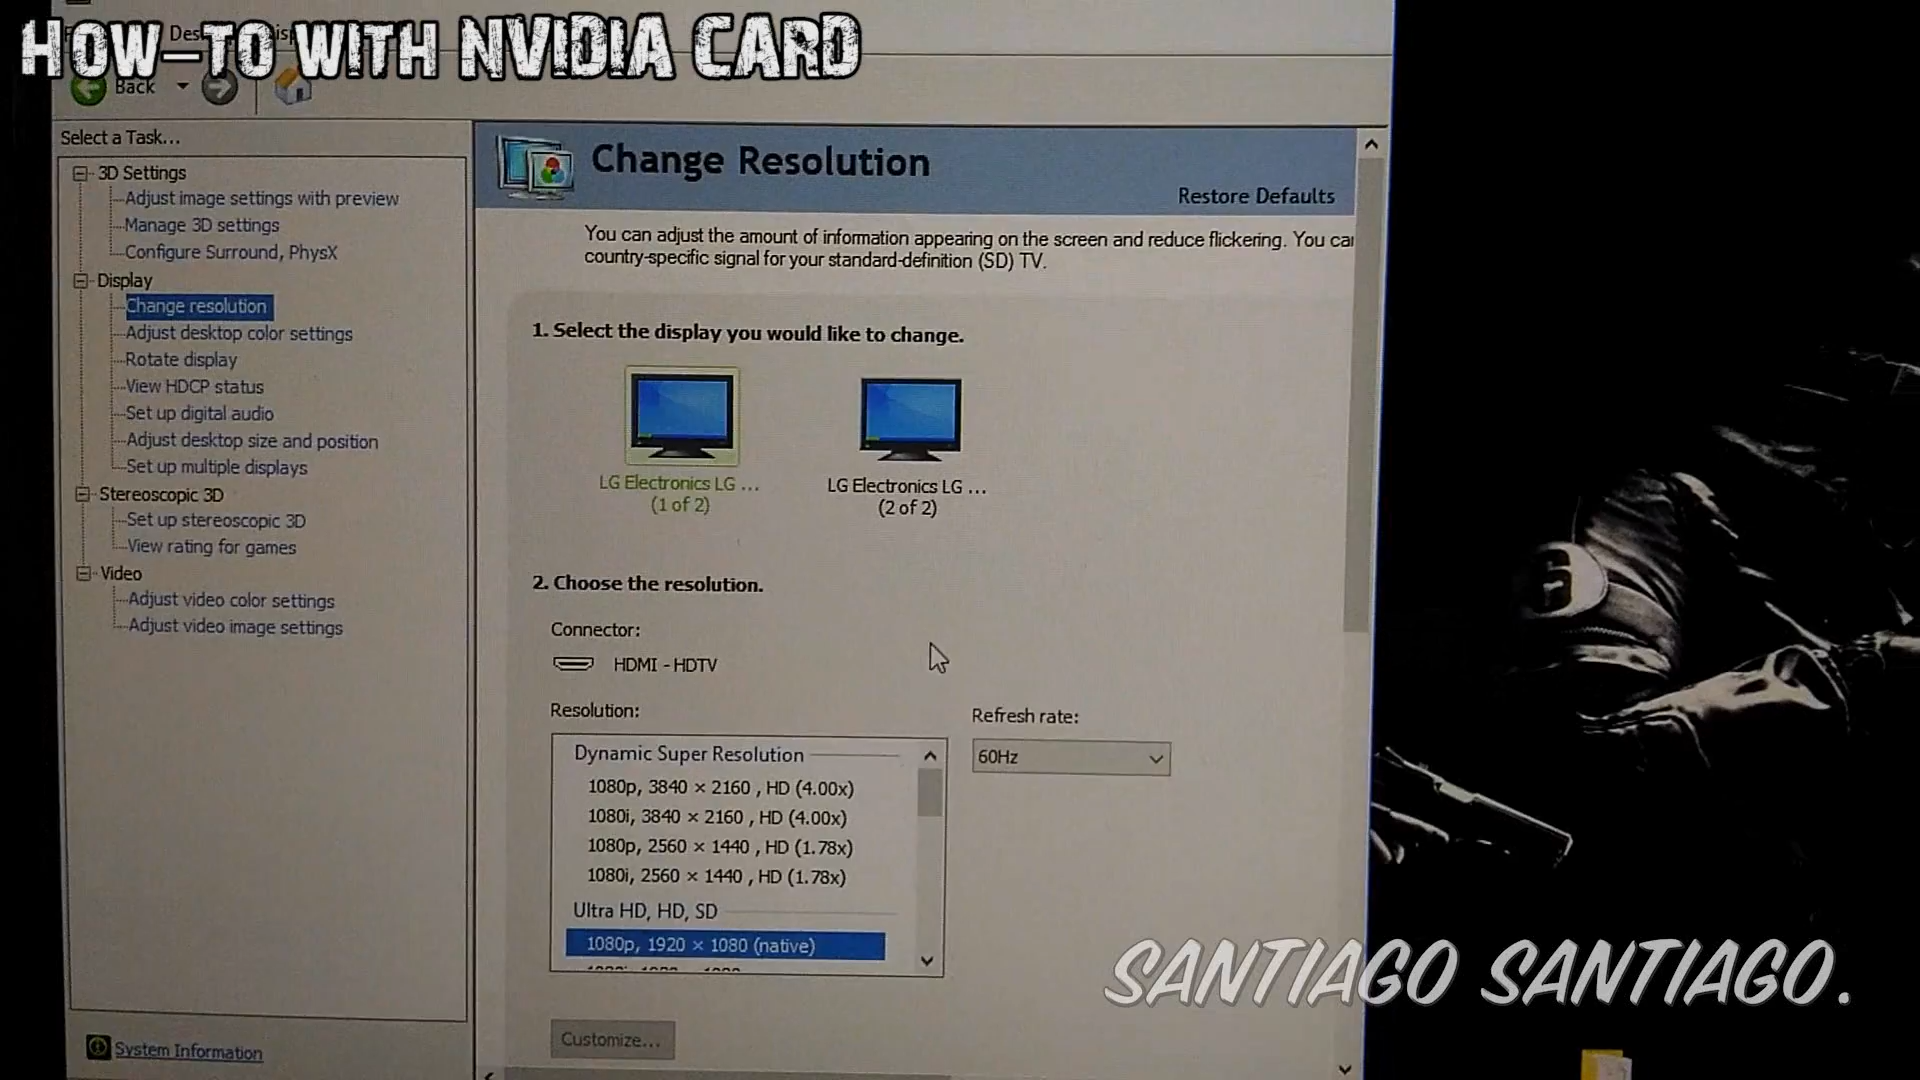 HOW-TO WITH NVIDIA CARD
Back
Select a Task...
3D Settings
Adjust image settings with preview
Manage 3D settings
Configure Surround, PhysX
Display
Change resolution
Adjust desktop color settings
Rotate display
View HDCP status
Set up digital audio
Adjust desktop size and position
Set up multiple displays
Stereoscopic 3D
Set up stereoscopic 3D
View rating for games
Video
Adjust video color settings
Adjust video image settings
System Information
Change Resolution
Restore Defaults
You can adjust the amount of information appearing on the screen and reduce flickering. You can
country-specific signal for your standard-definition (SD) TV.
1. Select the display you would like to change.
LG Electronics LG ...
(1 of 2)
LG Electronics LG ...
(2 of 2)
2. Choose the resolution.
Connector:
HDMI - HDTV
Resolution:
Refresh rate:
60Hz
Dynamic Super Resolution
1080p, 3840 × 2160 , HD (4.00x)
1080i, 3840 × 2160 , HD (4.00x)
1080p, 2560 × 1440 , HD (1.78x)
1080i, 2560 × 1440 , HD (1.78x)
Ultra HD, HD, SD
1080p, 1920 × 1080 (native)
Customize...
SANTIAGO SANTIAGO.